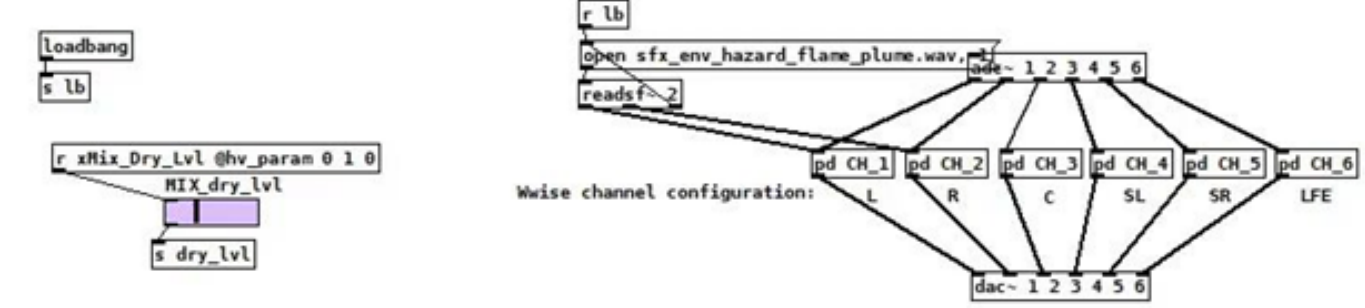 loadbang
s lb
r xMix_Dry_Lvl @hv_param 0 1 0
MIX_dry_lvl
s dry_lvl
r lb
open sfx_env_hazard_flame_plume.wav, 1
readsf~ 2
adc~ 1 2 3 4 5 6
pd CH_1 pd CH_2 pd CH_3 pd CH_4 pd CH_5 pd CH_6
Wwise channel configuration: L R C SL SR LFE
dac~ 1 2 3 4 5 6